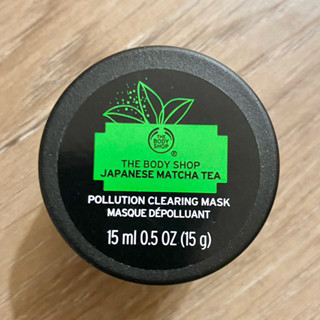 THE
BODY
SHOP
®
THE BODY SHOP
JAPANESE MATCHA TEA
POLLUTION CLEARING MASK
MASQUE DÉPOLLUANT
15 ml 0.5 OZ (15 g)